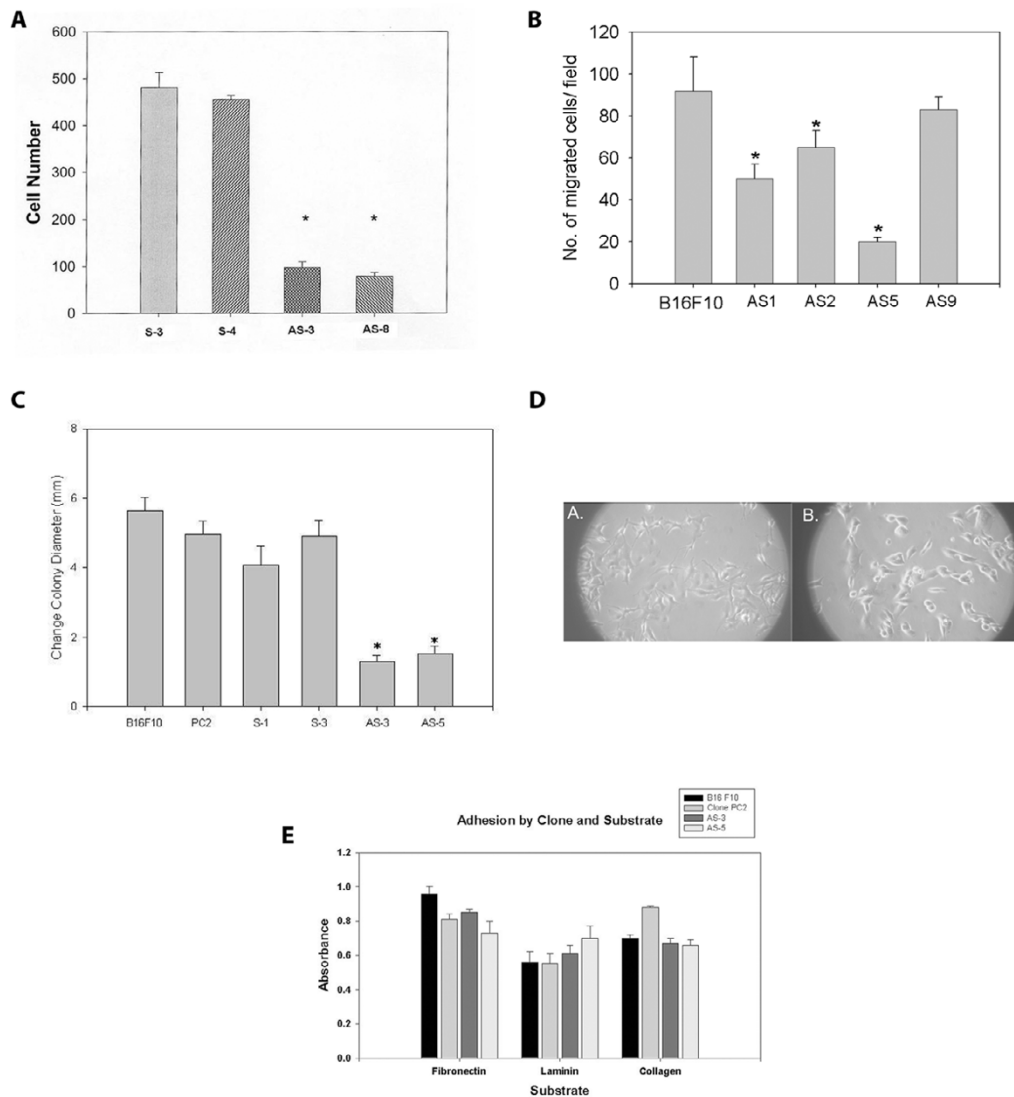 A
600
500
400
300
200
100
0
Cell Number
S-3 S-4 AS-3 AS-8
* *
B
120
100
80
60
40
20
0
No. of migrated cells/ field
B16F10 AS1 AS2 AS5 AS9
* * *
C
8
6
4
2
0
Change Colony Diameter (mm)
B16F10 PC2 S-1 S-3 AS-3 AS-5
* *
D
A. B.
E
Adhesion by Clone and Substrate
B16 F10
Clone PC2
AS-3
AS-5
1.2
1.0
0.8
0.6
0.4
0.2
0.0
Absorbance
Fibronectin Laminin Collagen
Substrate